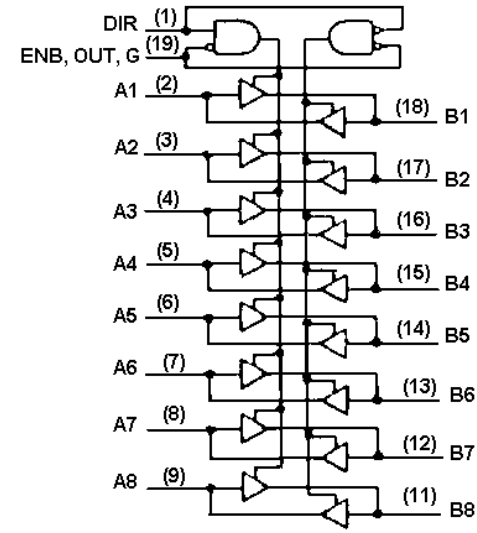 DIR (1)
ENB, OUT, G (19)
A1 (2)
(18) B1
A2 (3)
(17) B2
A3 (4)
(16) B3
A4 (5)
(15) B4
A5 (6)
(14) B5
A6 (7)
(13) B6
A7 (8)
(12) B7
A8 (9)
(11) B8